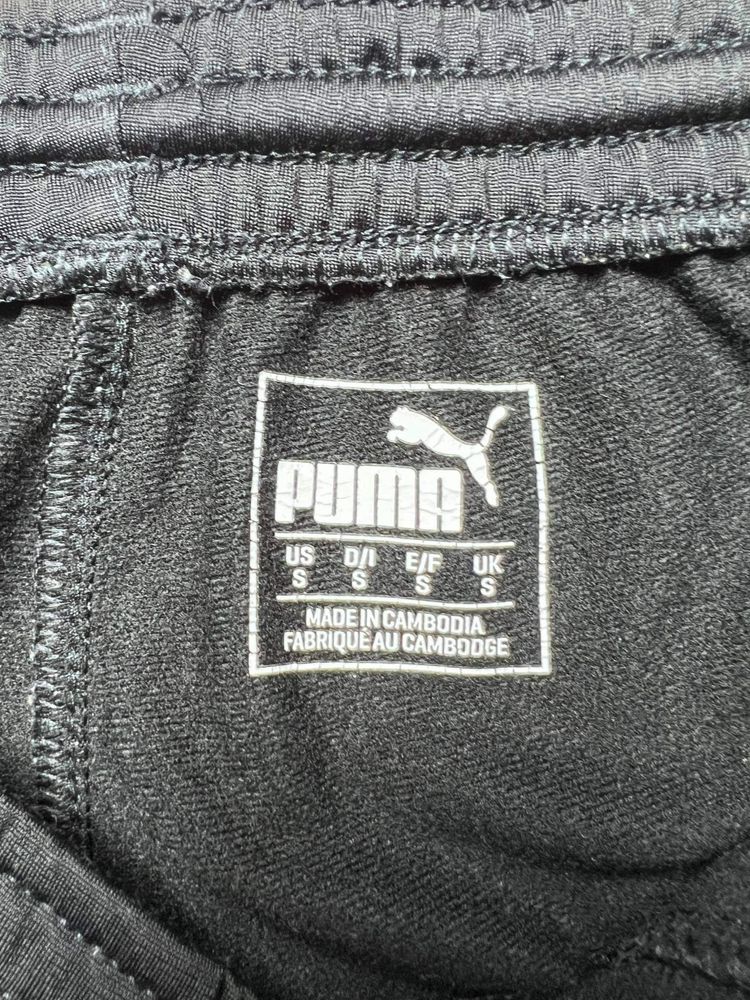 PUMA
US D/I E/F UK
S S S S
MADE IN CAMBODIA
FABRIQUÉ AU CAMBODGE